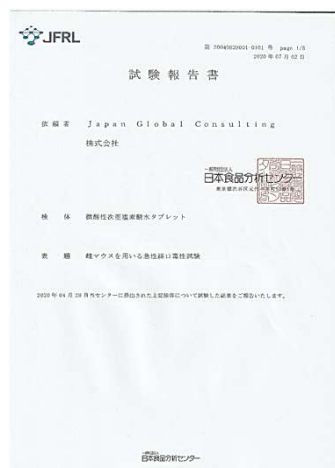 JFRL
第 20040820001-0301 号 page 1/8
2020 年 07 月 02 日
試験報告書
依頼者 Japan Global Consulting
株式会社
一般財団法人
日本食品分析センター
検体 微酸性次亜塩素酸水タブレット
表題 雌マウスを用いる急性経口毒性試験
2020 年 04 月 28 日当センターに提出された上記検体について試験した結果をご報告いたします。
一般財団法人
日本食品分析センター